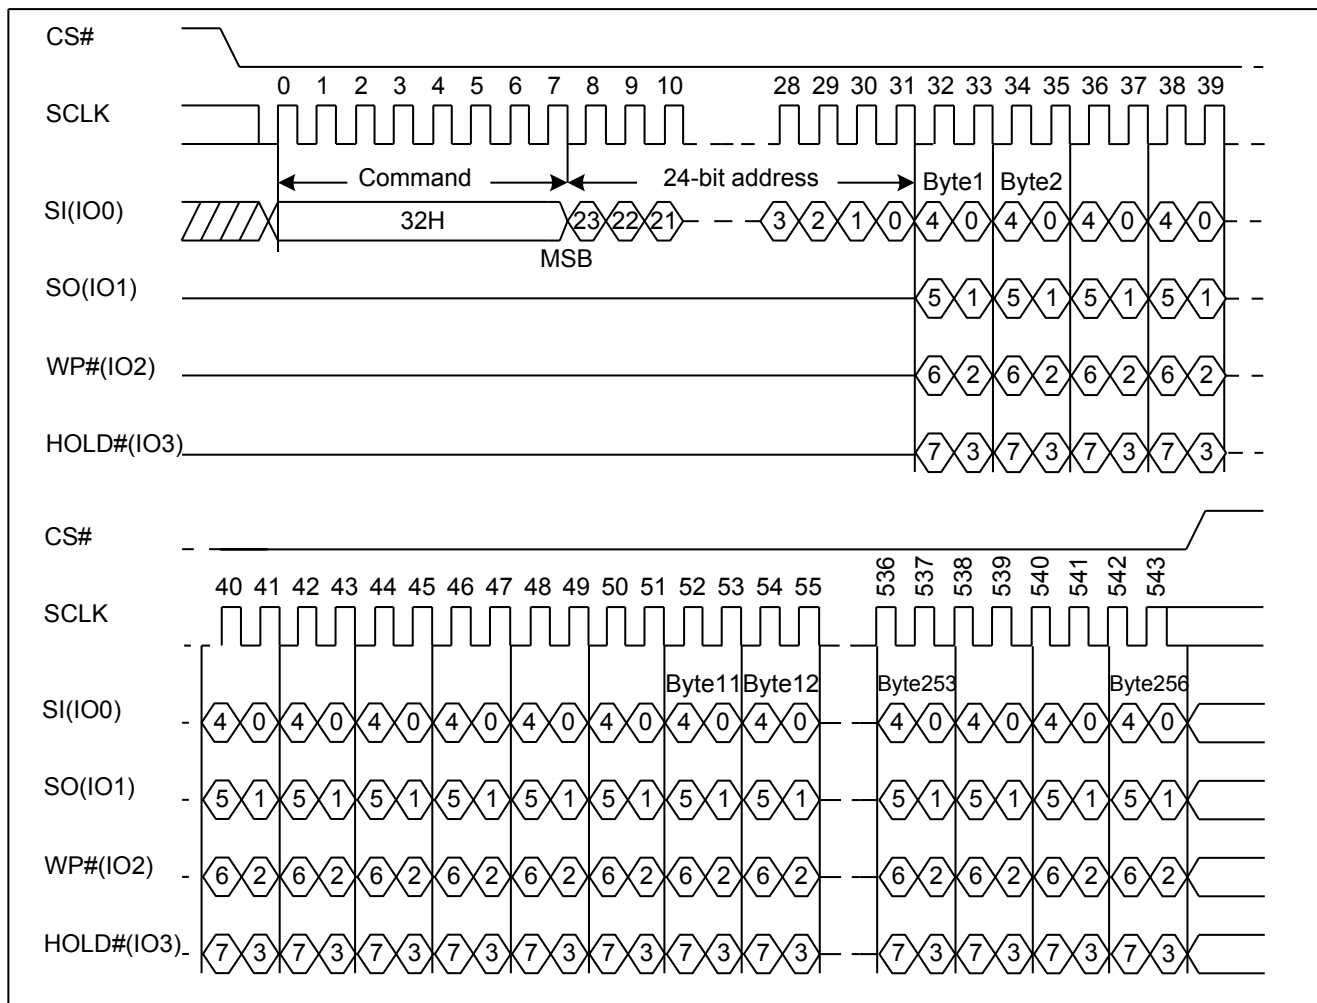 CS#
0 1 2 3 4 5 6 7 8 9 10 28 29 30 31 32 33 34 35 36 37 38 39
SCLK
Command 24-bit address Byte1 Byte2
SI(IO0) 32H 23 22 21 3 2 1 0 4 0 4 0 4 0 4 0
MSB
SO(IO1) 5 1 5 1 5 1 5 1
WP#(IO2) 6 2 6 2 6 2 6 2
HOLD#(IO3) 7 3 7 3 7 3 7 3
CS#
40 41 42 43 44 45 46 47 48 49 50 51 52 53 54 55 536 537 538 539 540 541 542 543
SCLK
Byte11 Byte12 Byte253 Byte256
SI(IO0) 4 0 4 0 4 0 4 0 4 0 4 0 4 0 4 0 4 0 4 0 4 0 4 0
SO(IO1) 5 1 5 1 5 1 5 1 5 1 5 1 5 1 5 1 5 1 5 1 5 1 5 1
WP#(IO2) 6 2 6 2 6 2 6 2 6 2 6 2 6 2 6 2 6 2 6 2 6 2 6 2
HOLD#(IO3) 7 3 7 3 7 3 7 3 7 3 7 3 7 3 7 3 7 3 7 3 7 3 7 3